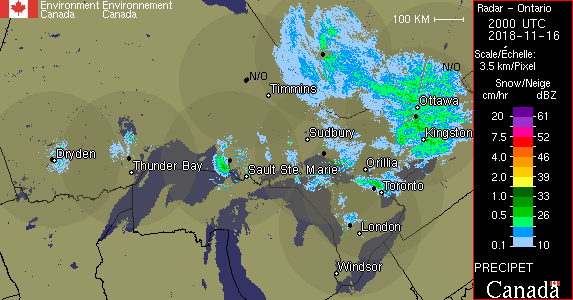 Environment Environnement
Canada Canada
100 KM
N/O
N/O
Timmins
Ottawa
Sudbury
Kingston
Dryden
Thunder Bay
Sault Ste. Marie
Orillia
Toronto
London
Windsor
Radar - Ontario
2000 UTC
2018-11-16
Scale/Échelle:
3.5 km/Pixel
Snow/Neige
cm/hr dBZ
20 61
7.5 52
4.0 46
2.0 39
1.0 33
0.5 26
0.1 10
PRECIPET
Canada